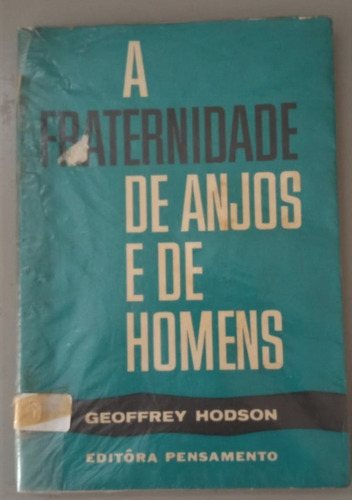 A
FRATERNIDADE
DE ANJOS
E DE
HOMENS
GEOFFREY HODSON
EDITÔRA PENSAMENTO